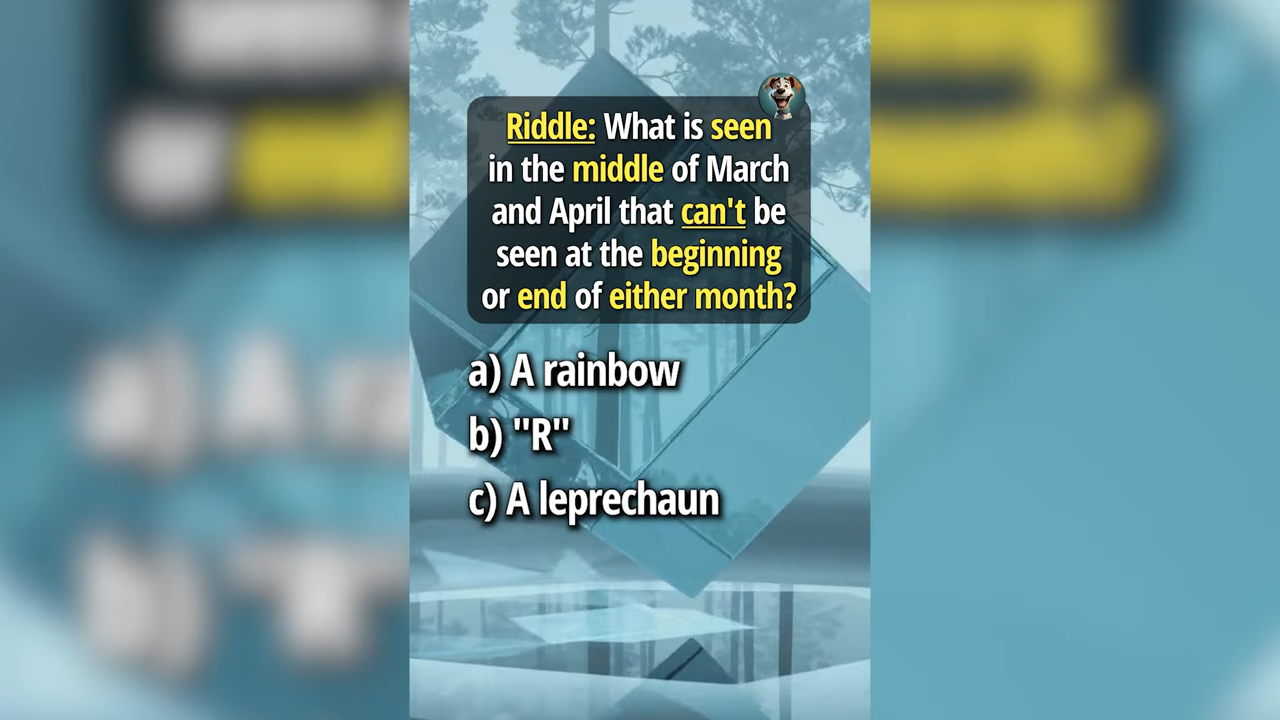 Riddle: What is seen
in the middle of March
and April that can't be
seen at the beginning
or end of either month?
a) A rainbow
b) "R"
c) A leprechaun